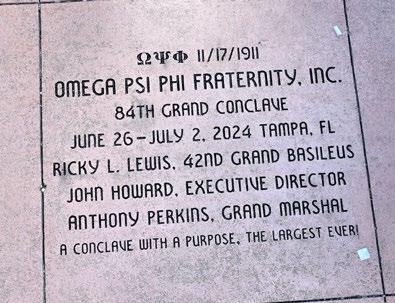 ΩΨΦ 11/17/1911
OMEGA PSI PHI FRATERNITY, INC.
84TH GRAND CONCLAVE
JUNE 26-JULY 2, 2024 TAMPA, FL
RICKY L. LEWIS, 42ND GRAND BASILEUS
JOHN HOWARD, EXECUTIVE DIRECTOR
ANTHONY PERKINS, GRAND MARSHAL
A CONCLAVE WITH A PURPOSE, THE LARGEST EVER!